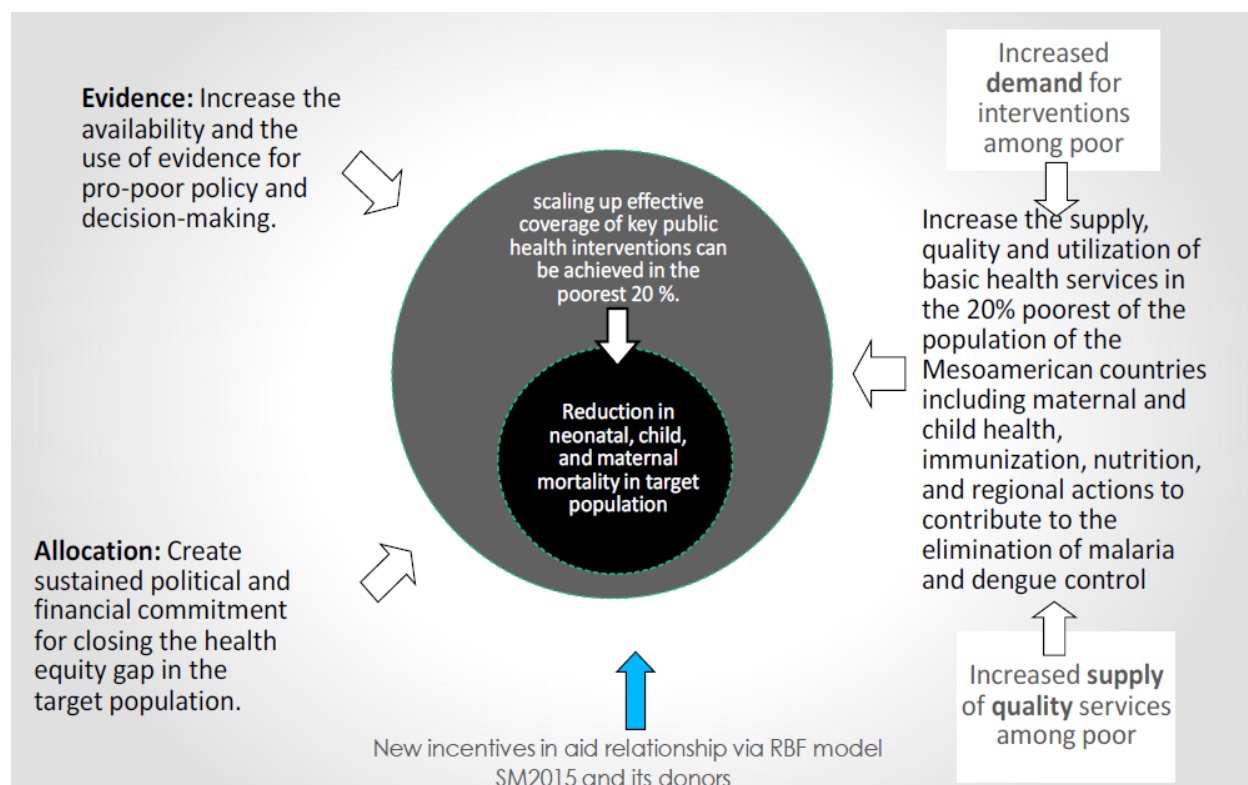 Evidence: Increase the
availability and the
use of evidence for
pro-poor policy and
decision-making.
Allocation: Create
sustained political and
financial commitment
for closing the health
equity gap in the
target population.
scaling up effective
coverage of key public
health interventions can
be achieved in the
poorest 20 %.
Reduction in
neonatal, child,
and maternal
mortality in target
population
New incentives in aid relationship via RBF model
SM2015 and its donors
Increased
demand for
interventions
among poor
Increase the supply,
quality and utilization of
basic health services in
the 20% poorest of the
population of the
Mesoamerican countries
including maternal and
child health,
immunization, nutrition,
and regional actions to
contribute to the
elimination of malaria
and dengue control
Increased supply
of quality services
among poor